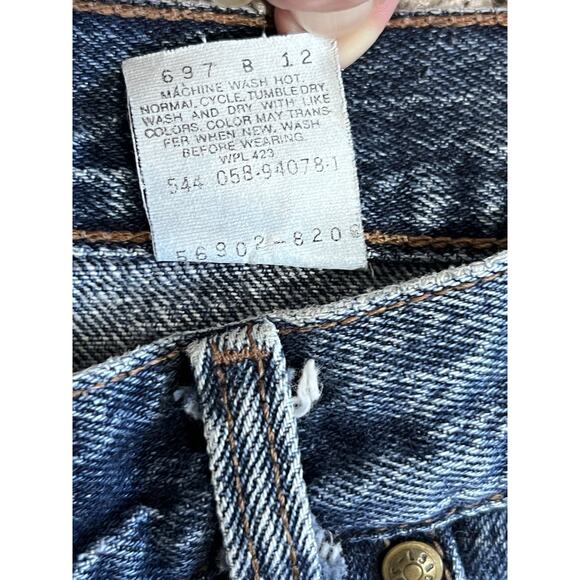 697 B 12
MACHINE WASH HOT,
NORMAL CYCLE, TUMBLE DRY.
WASH AND DRY WITH LIKE
COLORS. COLOR MAY TRANS-
FER WHEN NEW. WASH
BEFORE WEARING.
WPL 423
544 058-94078-1
56902-820